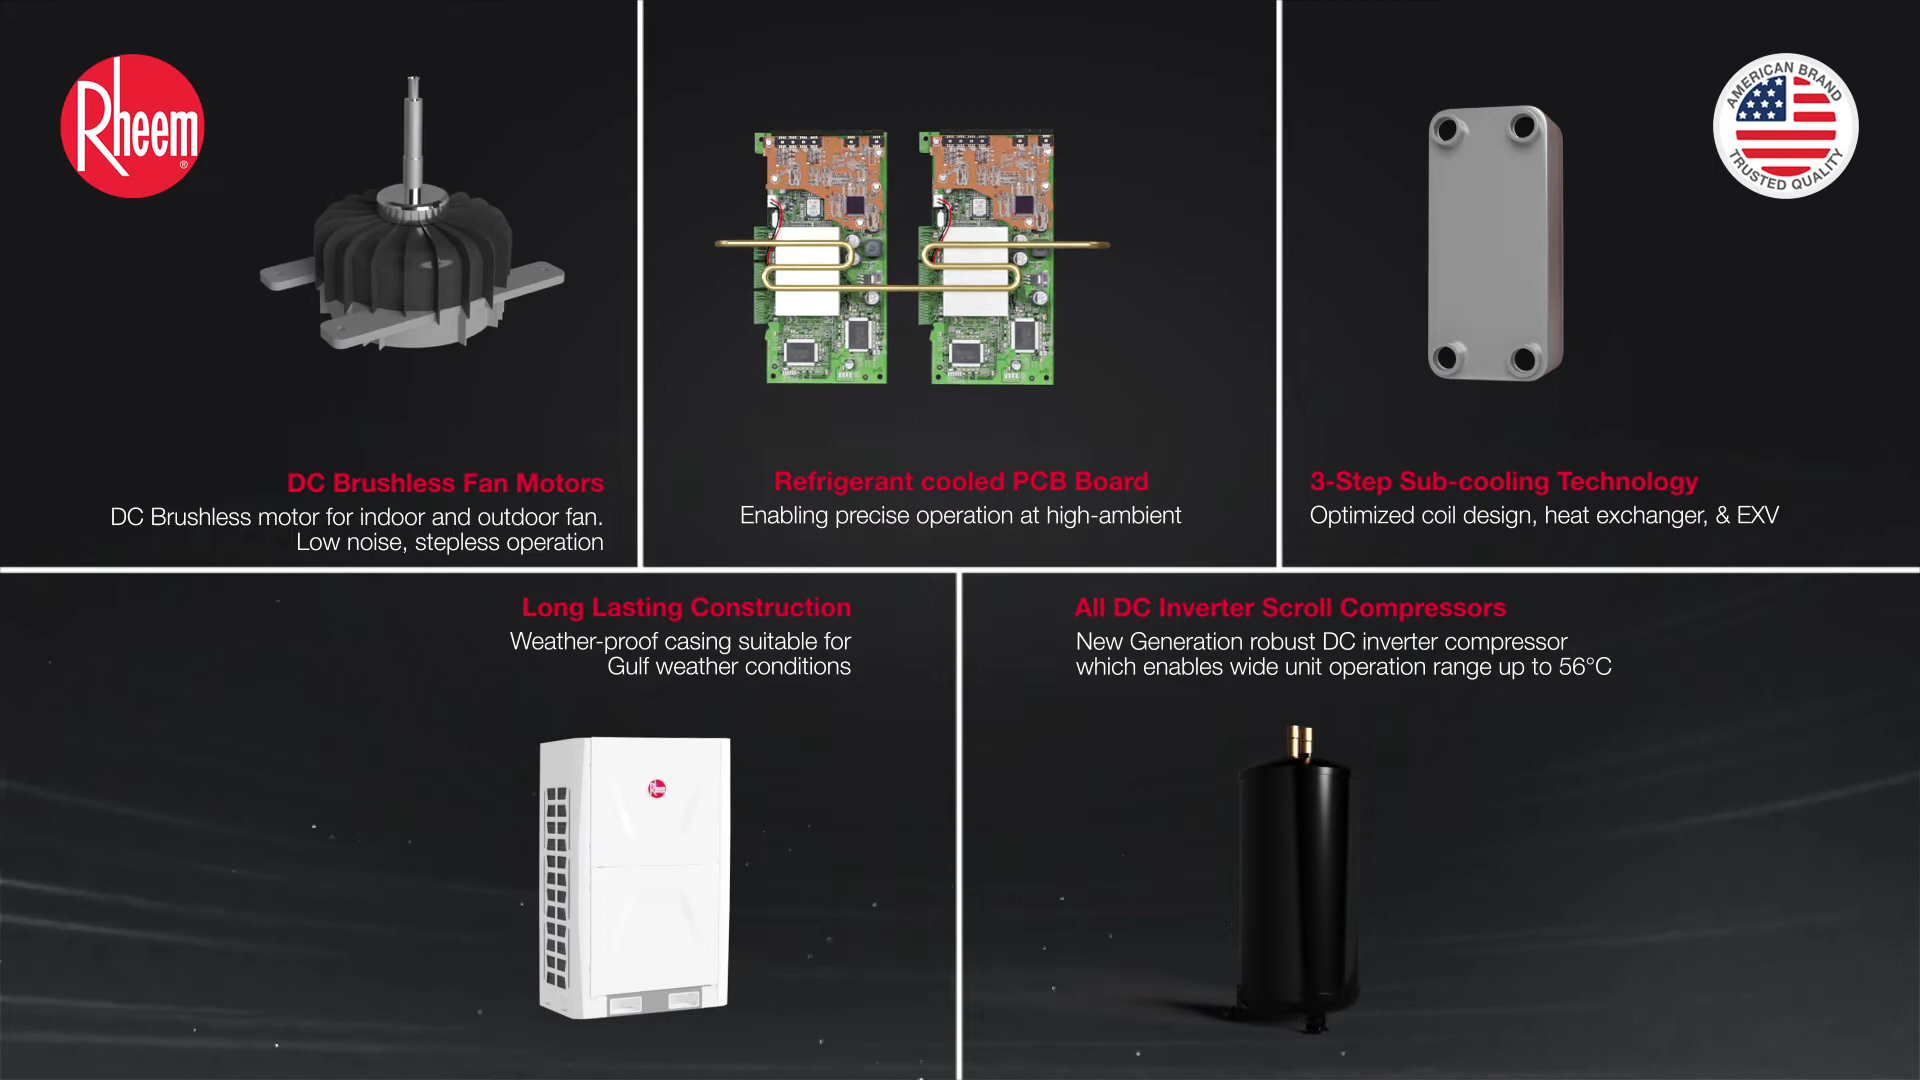 Rheem®
AMERICAN BRAND
TRUSTED QUALITY
DC Brushless Fan Motors
DC Brushless motor for indoor and outdoor fan.
Low noise, stepless operation
Refrigerant cooled PCB Board
Enabling precise operation at high-ambient
3-Step Sub-cooling Technology
Optimized coil design, heat exchanger, & EXV
Long Lasting Construction
Weather-proof casing suitable for
Gulf weather conditions
All DC Inverter Scroll Compressors
New Generation robust DC inverter compressor
which enables wide unit operation range up to 56°C
Rheem